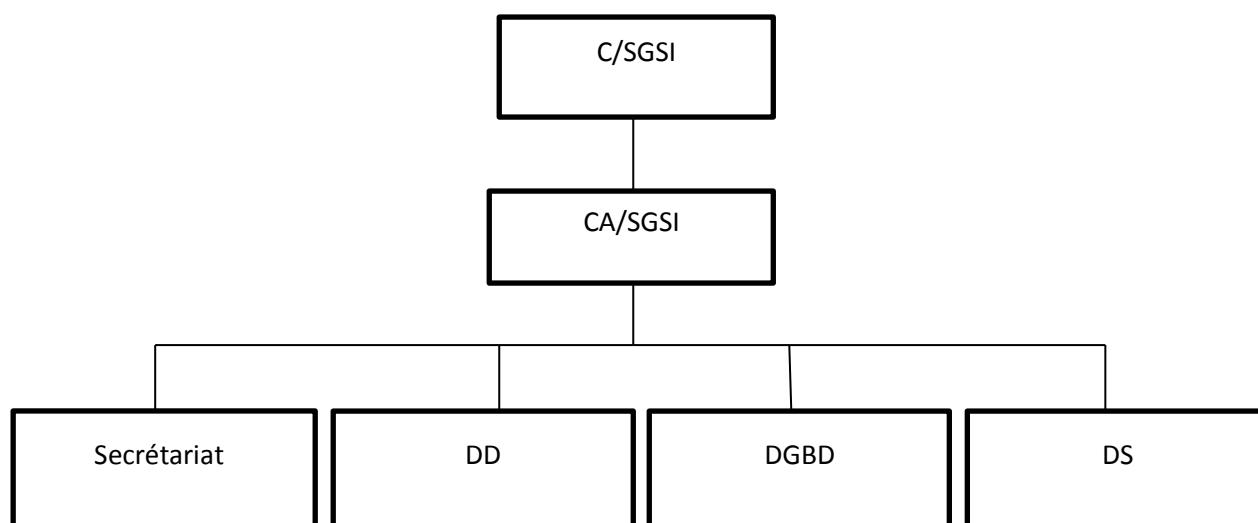 C/SGSI
CA/SGSI
Secrétariat
DD
DGBD
DS